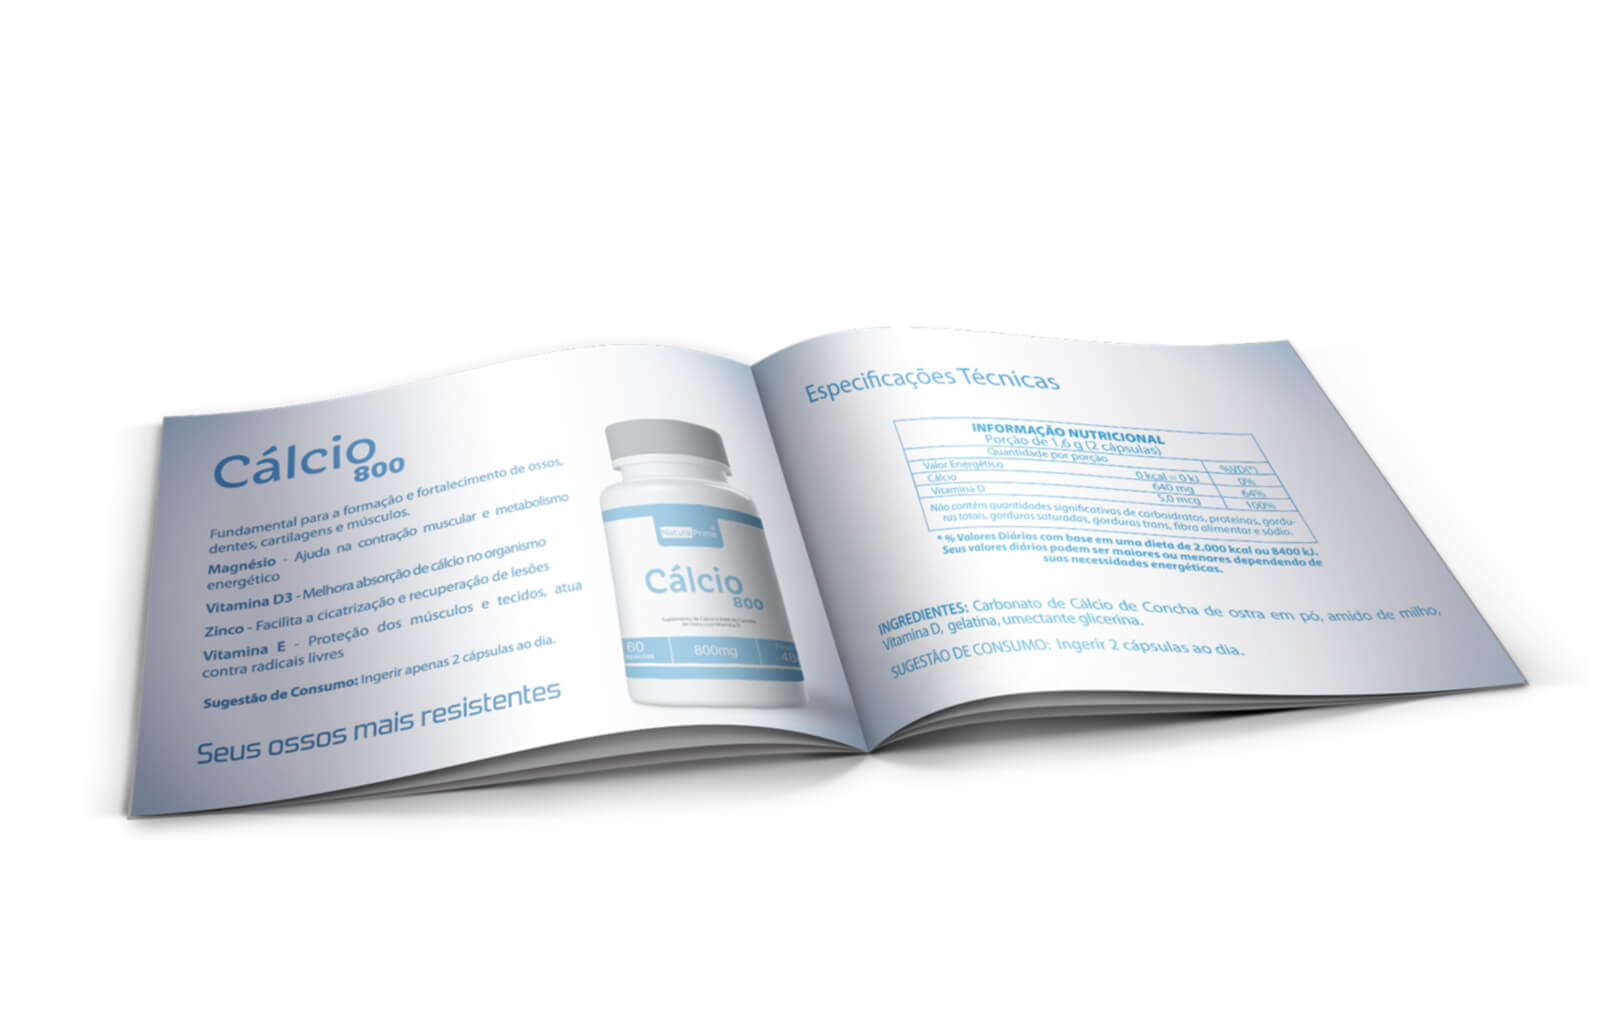 Cálcio
800
Fundamental para a formação e fortalecimento de ossos,
dentes, cartilagens e músculos.
Magnésio - Ajuda na contração muscular e metabolismo
energético
Vitamina D3 - Melhora absorção de cálcio no organismo
Zinco - Facilita a cicatrização e recuperação de lesões
Vitamina E - Proteção dos músculos e tecidos, atua
contra radicais livres
Sugestão de Consumo: Ingerir apenas 2 cápsulas ao dia.
Seus ossos mais resistentes
NaturePrime
Cálcio
800
60
800mg
48
Especificações Técnicas
INFORMAÇÃO NUTRICIONAL
Porção de 1,6 g (2 cápsulas)
Quantidade por porção %VD(*)
Valor Energético 0 kcal = 0 kJ 0%
Cálcio 640 mg 64%
Vitamina D 5,0 mcg 100%
Não contém quantidades significativas de carboidratos, proteínas, gordu-
ras totais, gorduras saturadas, gorduras trans, fibra alimentar e sódio.
* % Valores Diários com base em uma dieta de 2.000 kcal ou 8400 kJ.
Seus valores diários podem ser maiores ou menores dependendo de
suas necessidades energéticas.
INGREDIENTES: Carbonato de Cálcio de Concha de ostra em pó, amido de milho,
Vitamina D, gelatina, umectante glicerina.
SUGESTÃO DE CONSUMO: Ingerir 2 cápsulas ao dia.